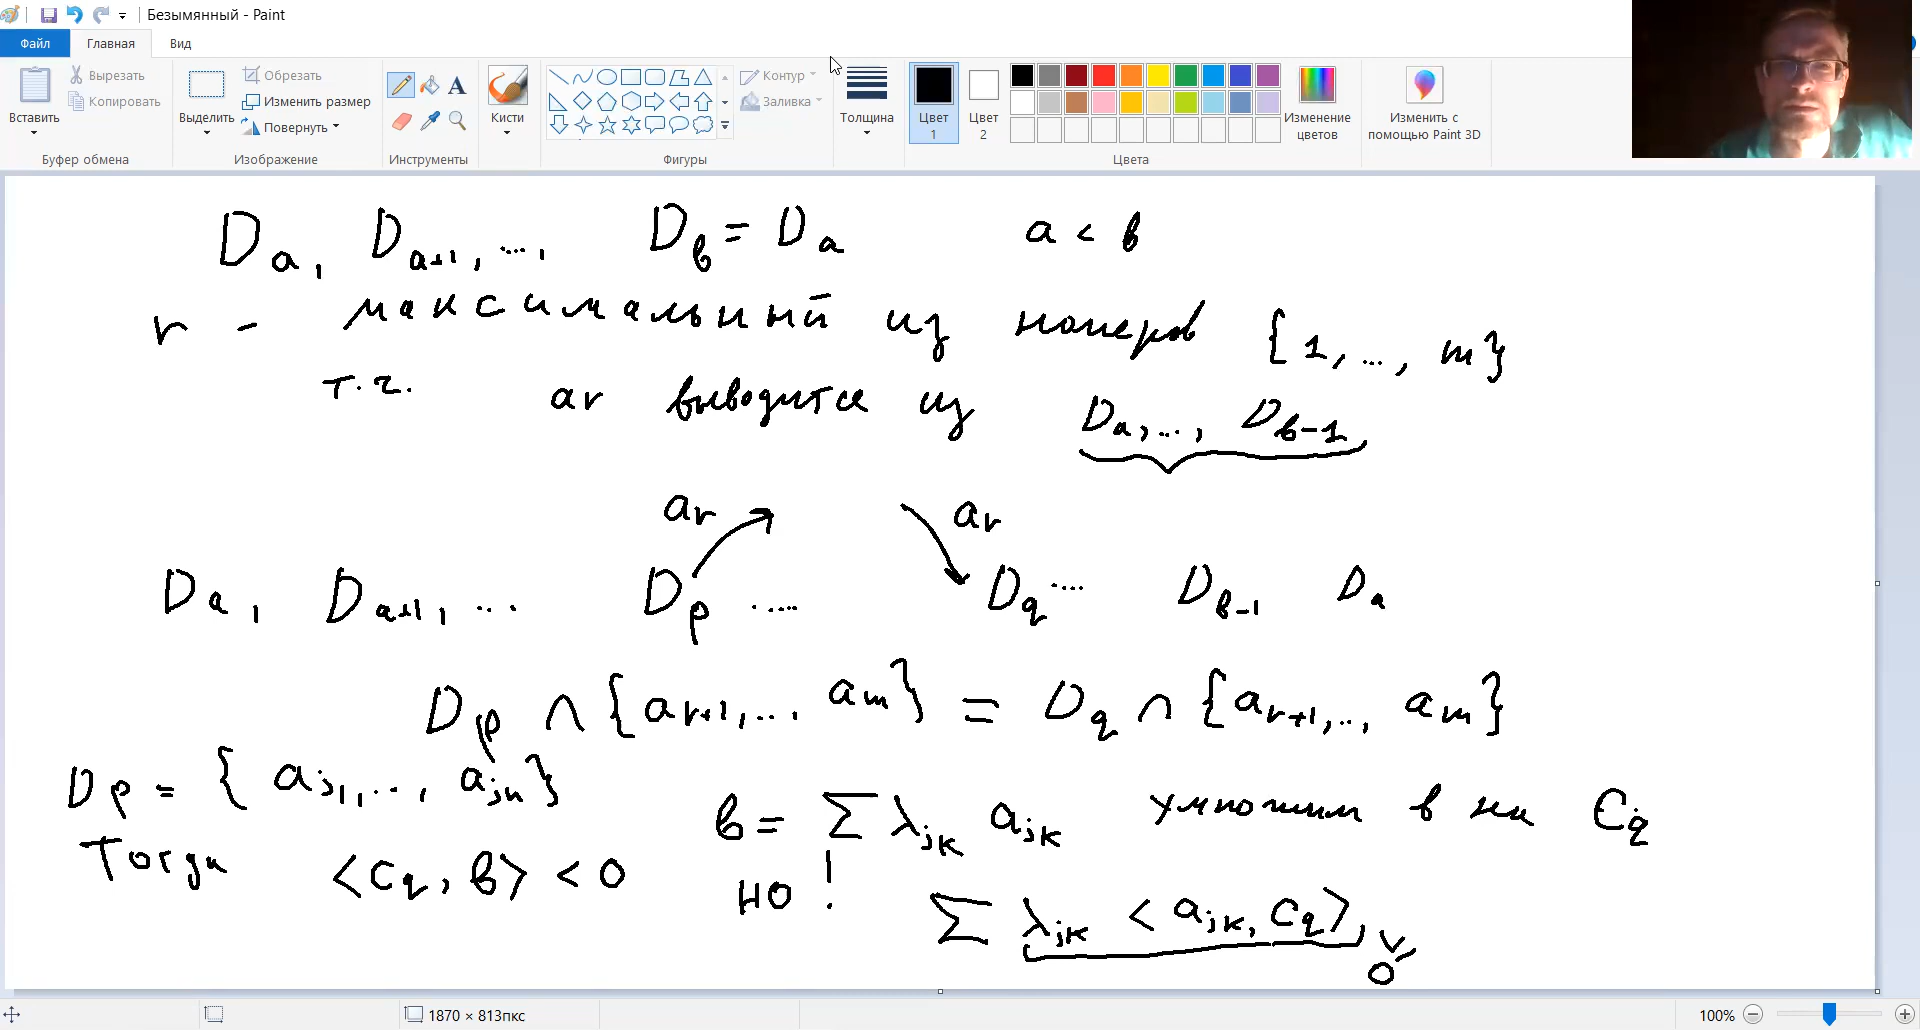 Безымянный - Paint
Файл Главная Вид
Вставить
Вырезать
Копировать
Буфер обмена
Выделить
Обрезать
Изменить размер
Повернуть
Изображение
A
Инструменты
Кисти
Контур
Заливка
Фигуры
Толщина
Цвет 1
Цвет 2
Изменение цветов
Цвета
Изменить с помощью Paint 3D
D_a, D_{a+1}, ..., D_в = D_a a < в
r - максимальный из номеров {1, ..., m}
т.ч. a_r выводится из D_a, ..., D_{в-1}
a_r a_r
D_a, D_{a+1}, ... D_p .... D_q .... D_{в-1} D_a
D_p ∩ {a_{r+1}, ..., a_m} = D_q ∩ {a_{r+1}, ..., a_m}
D_p = {a_{j1}, ..., a_{jn}}
в = Σ λ_{jk} a_{jk} умножим в на C_q
Тогда <c_q, в> < 0 но !
Σ λ_{jk} <a_{jk}, c_q> ≥ 0
1870 × 813пкс
100%